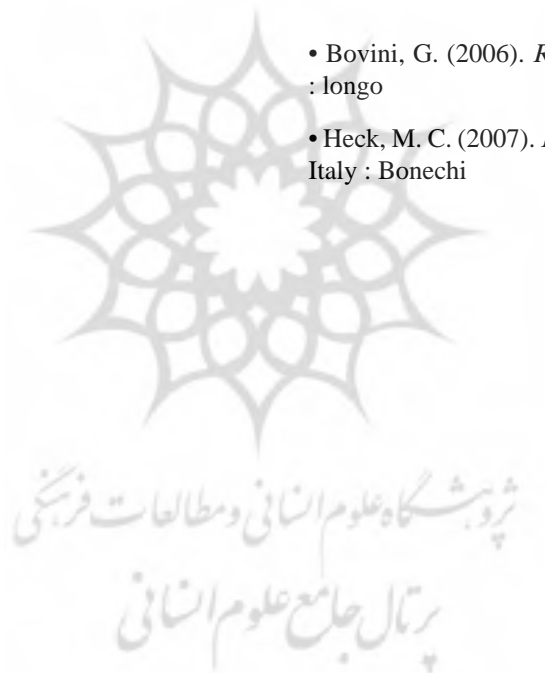 • Bovini, G. (2006).
: longo
• Heck, M. C. (2007).
Italy : Bonechi
پژوهشگاه علوم انسانی و مطالعات فرهنگی
پرتال جامع علوم انسانی